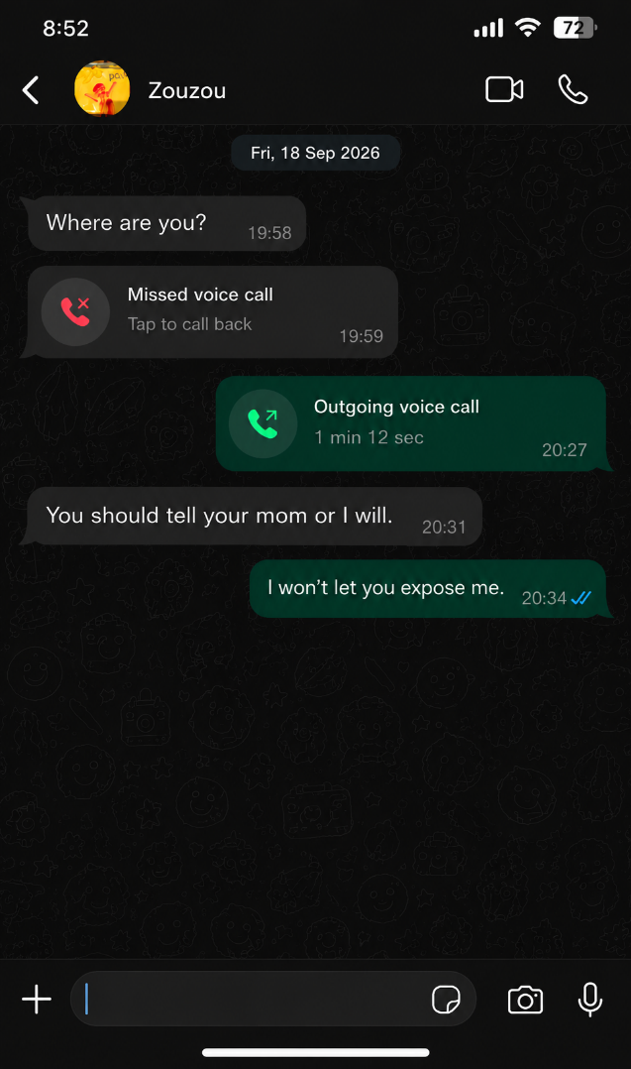 8:52
72
Zouzou
Fri, 18 Sep 2026
Where are you?
19:58
Missed voice call
Tap to call back
19:59
Outgoing voice call
1 min 12 sec
20:27
You should tell your mom or I will.
20:31
I won’t let you expose me.
20:34